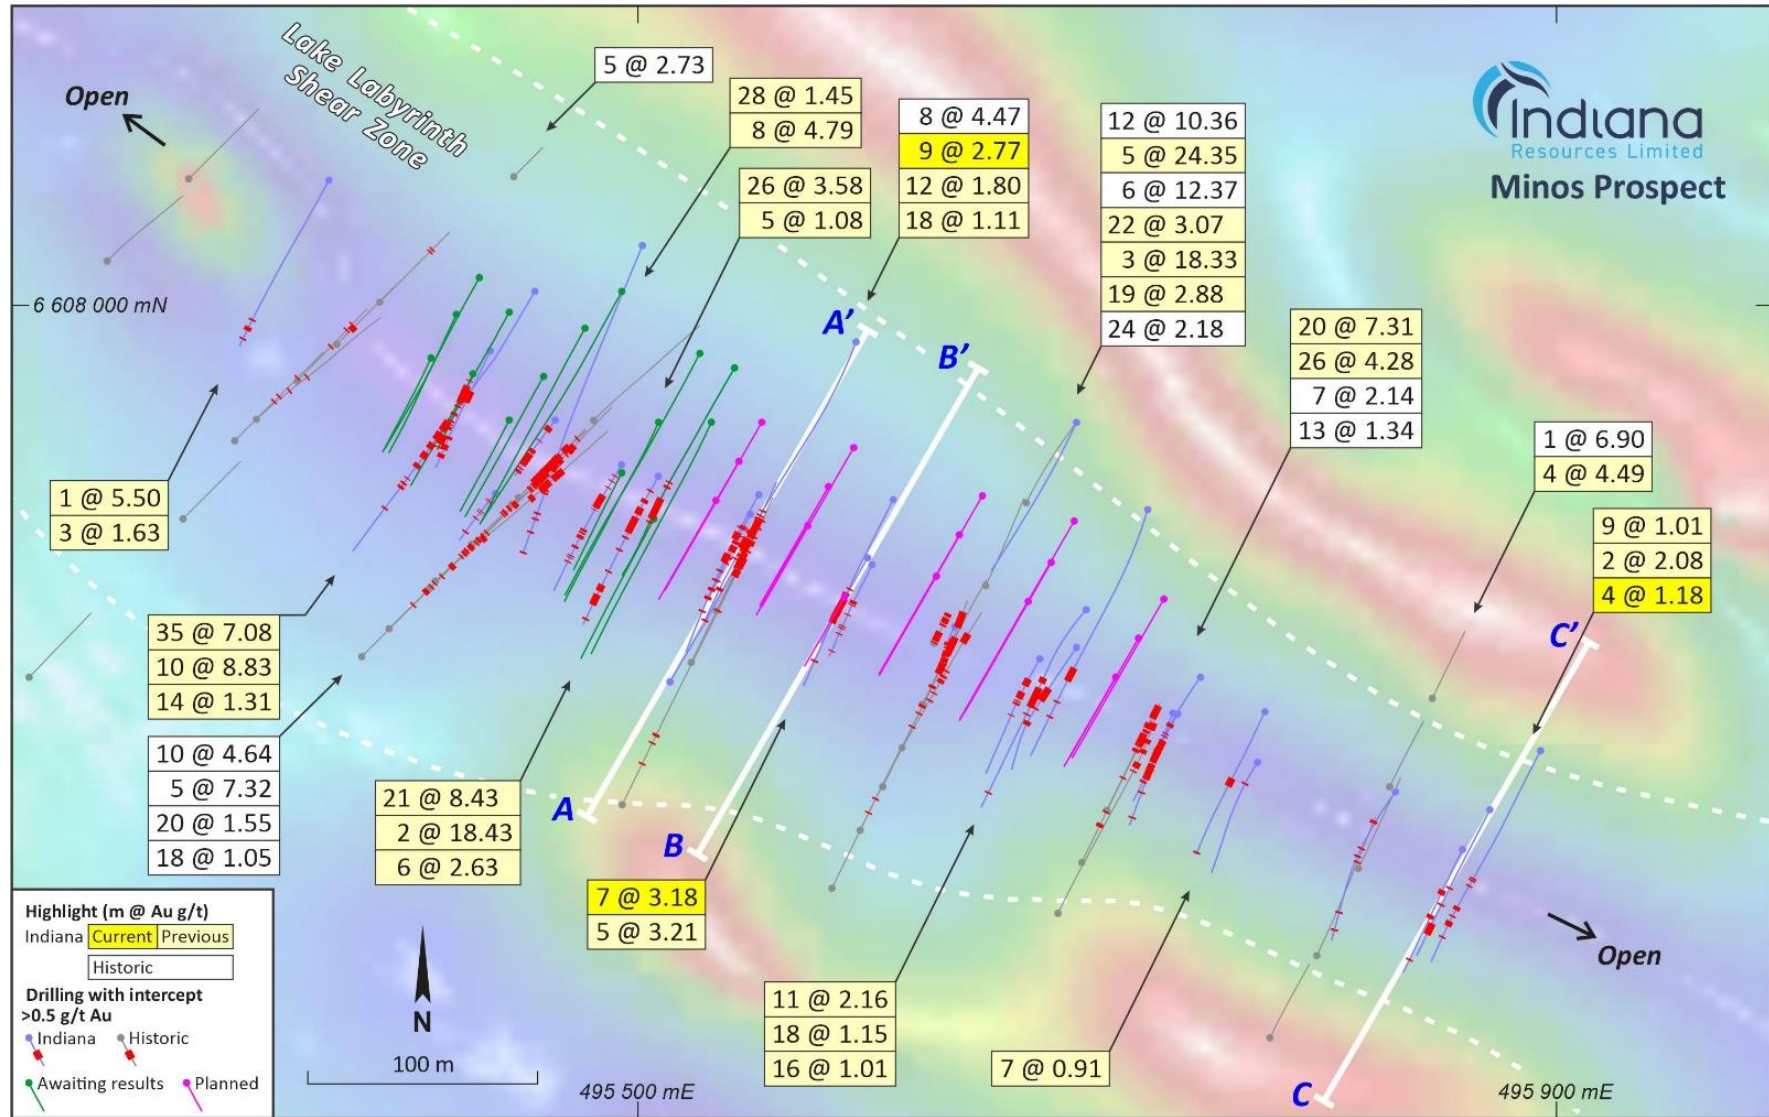 Lake Labyrinth
Shear Zone
Open
5 @ 2.73
28 @ 1.45
8 @ 4.79
26 @ 3.58
5 @ 1.08
8 @ 4.47
9 @ 2.77
12 @ 1.80
18 @ 1.11
12 @ 10.36
5 @ 24.35
6 @ 12.37
22 @ 3.07
3 @ 18.33
19 @ 2.88
24 @ 2.18
Indiana
Resources Limited
Minos Prospect
6 608 000 mN
A'
B'
20 @ 7.31
26 @ 4.28
7 @ 2.14
13 @ 1.34
1 @ 6.90
4 @ 4.49
9 @ 1.01
2 @ 2.08
4 @ 1.18
C'
1 @ 5.50
3 @ 1.63
35 @ 7.08
10 @ 8.83
14 @ 1.31
10 @ 4.64
5 @ 7.32
20 @ 1.55
18 @ 1.05
21 @ 8.43
2 @ 18.43
6 @ 2.63
A
B
7 @ 3.18
5 @ 3.21
11 @ 2.16
18 @ 1.15
16 @ 1.01
7 @ 0.91
Open
C
Highlight (m @ Au g/t)
Indiana Current Previous
Historic
Drilling with intercept
>0.5 g/t Au
Indiana Historic
Awaiting results Planned
N
100 m
495 500 mE
495 900 mE